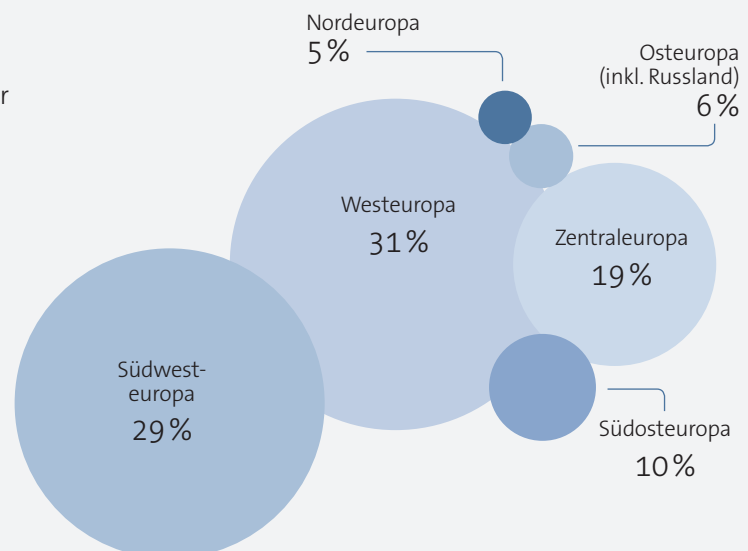 Nordeuropa
5 %
Osteuropa
(inkl. Russland)
6 %
r
Westeuropa
31 %
Zentraleuropa
19 %
Südwest-
europa
29 %
Südosteuropa
10 %